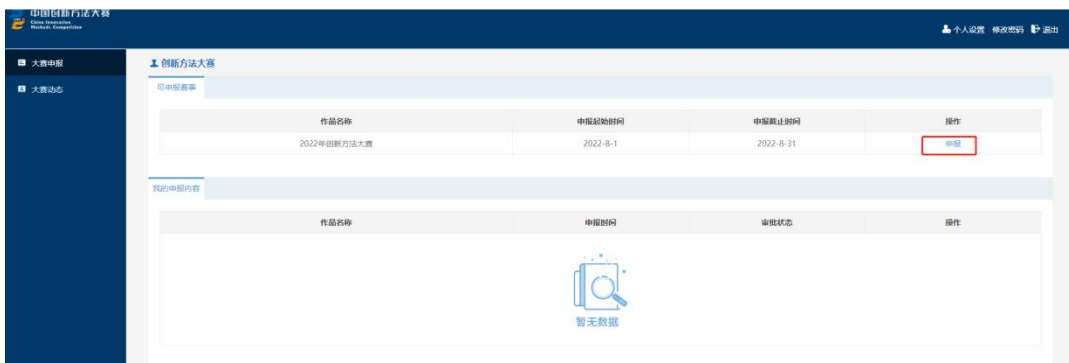 中国创新方法大赛
China Innovation
Methods Competition
个人设置 修改密码 退出
大赛申报
大赛动态
创新方法大赛
可申报赛事
作品名称 申报起始时间 申报截止时间 操作
2022年创新方法大赛 2022-8-1 2022-8-31 申报
我的申报内容
作品名称 申报时间 审批状态 操作
暂无数据